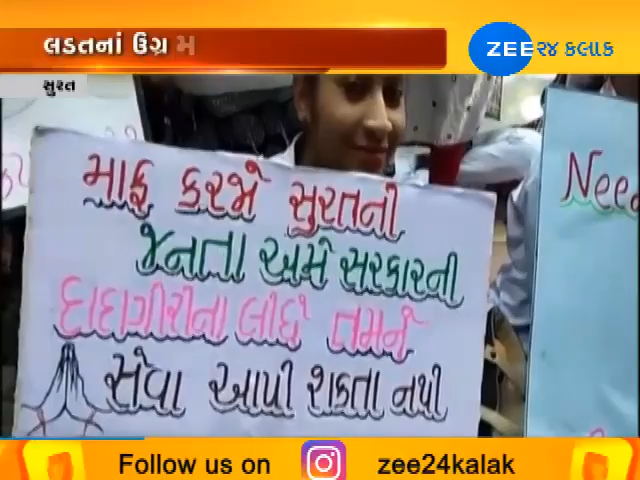 લડતનાં ઉગ્ર મ
ZEE ૨૪ કલાક
સુરત
માફ કરજો સુરતની
જનતા અમે સરકારની
દાદાગીરીના લીધે તમને
સેવા આપી શકતા નથી
Need
Follow us on zee24kalak